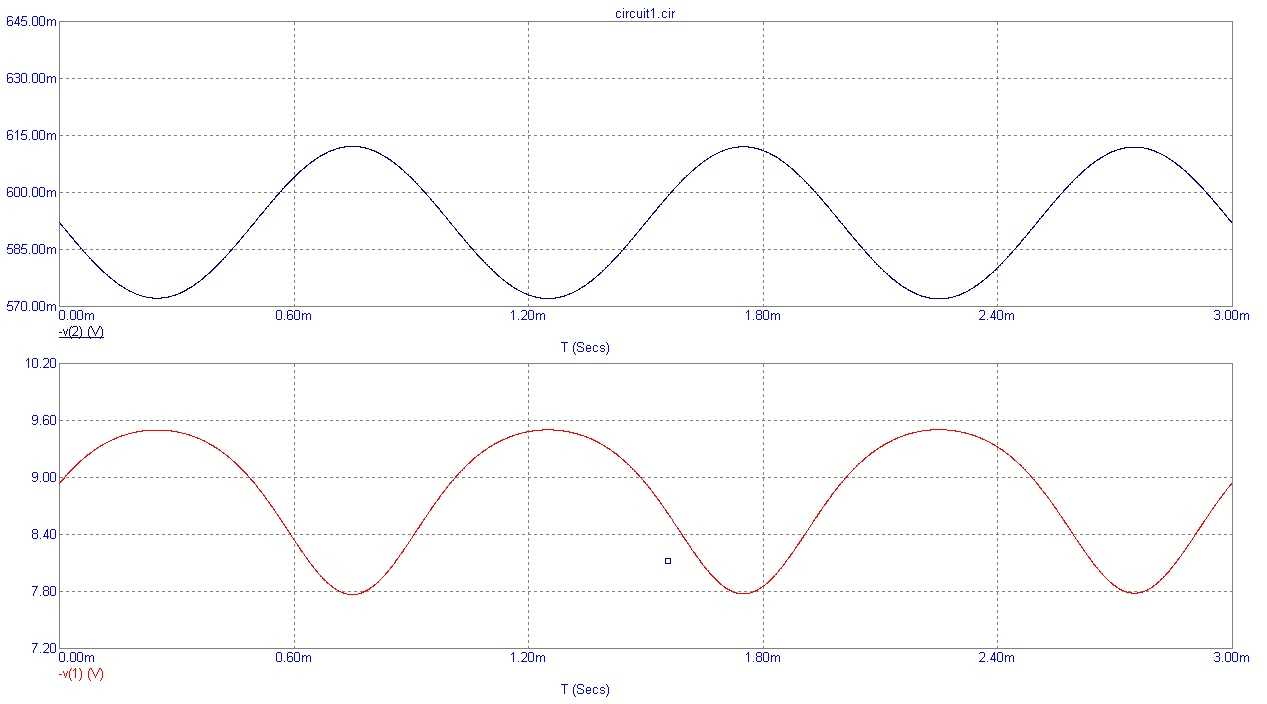 circuit1.cir
645.00m
630.00m
615.00m
600.00m
585.00m
570.00m
0.00m 0.60m 1.20m 1.80m 2.40m 3.00m
-v(2) (V)
T (Secs)
10.20
9.60
9.00
8.40
7.80
7.20
0.00m 0.60m 1.20m 1.80m 2.40m 3.00m
-v(1) (V)
T (Secs)